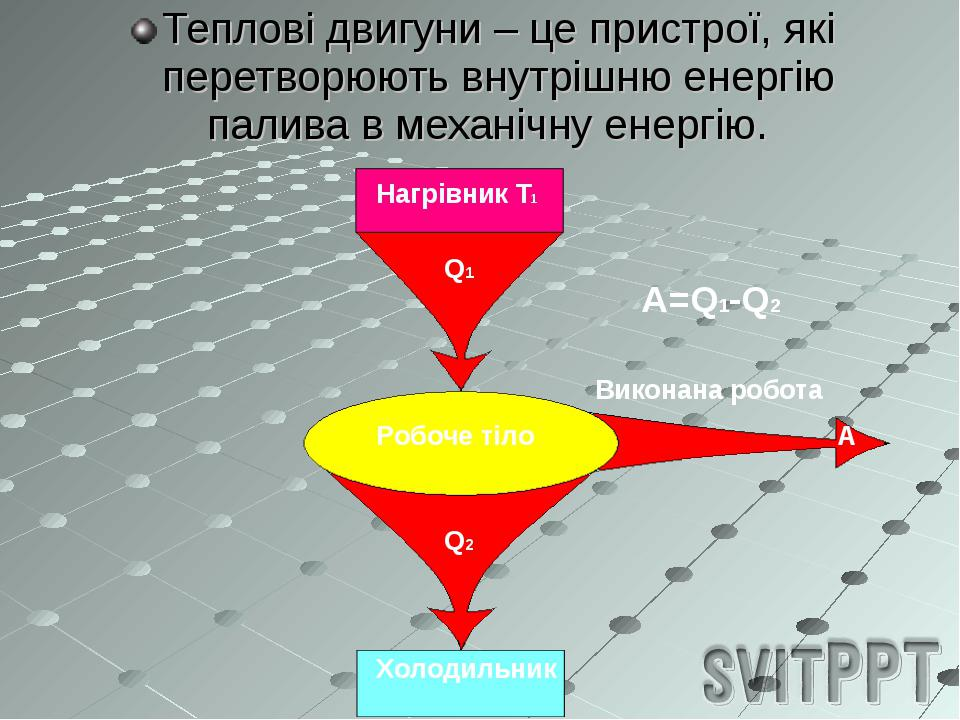 Теплові двигуни – це пристрої, які
перетворюють внутрішню енергію
палива в механічну енергію.
Нагрівник T₁
Q₁
A=Q₁-Q₂
Виконана робота
Робоче тіло
A
Q₂
Холодильник
SVITPPT